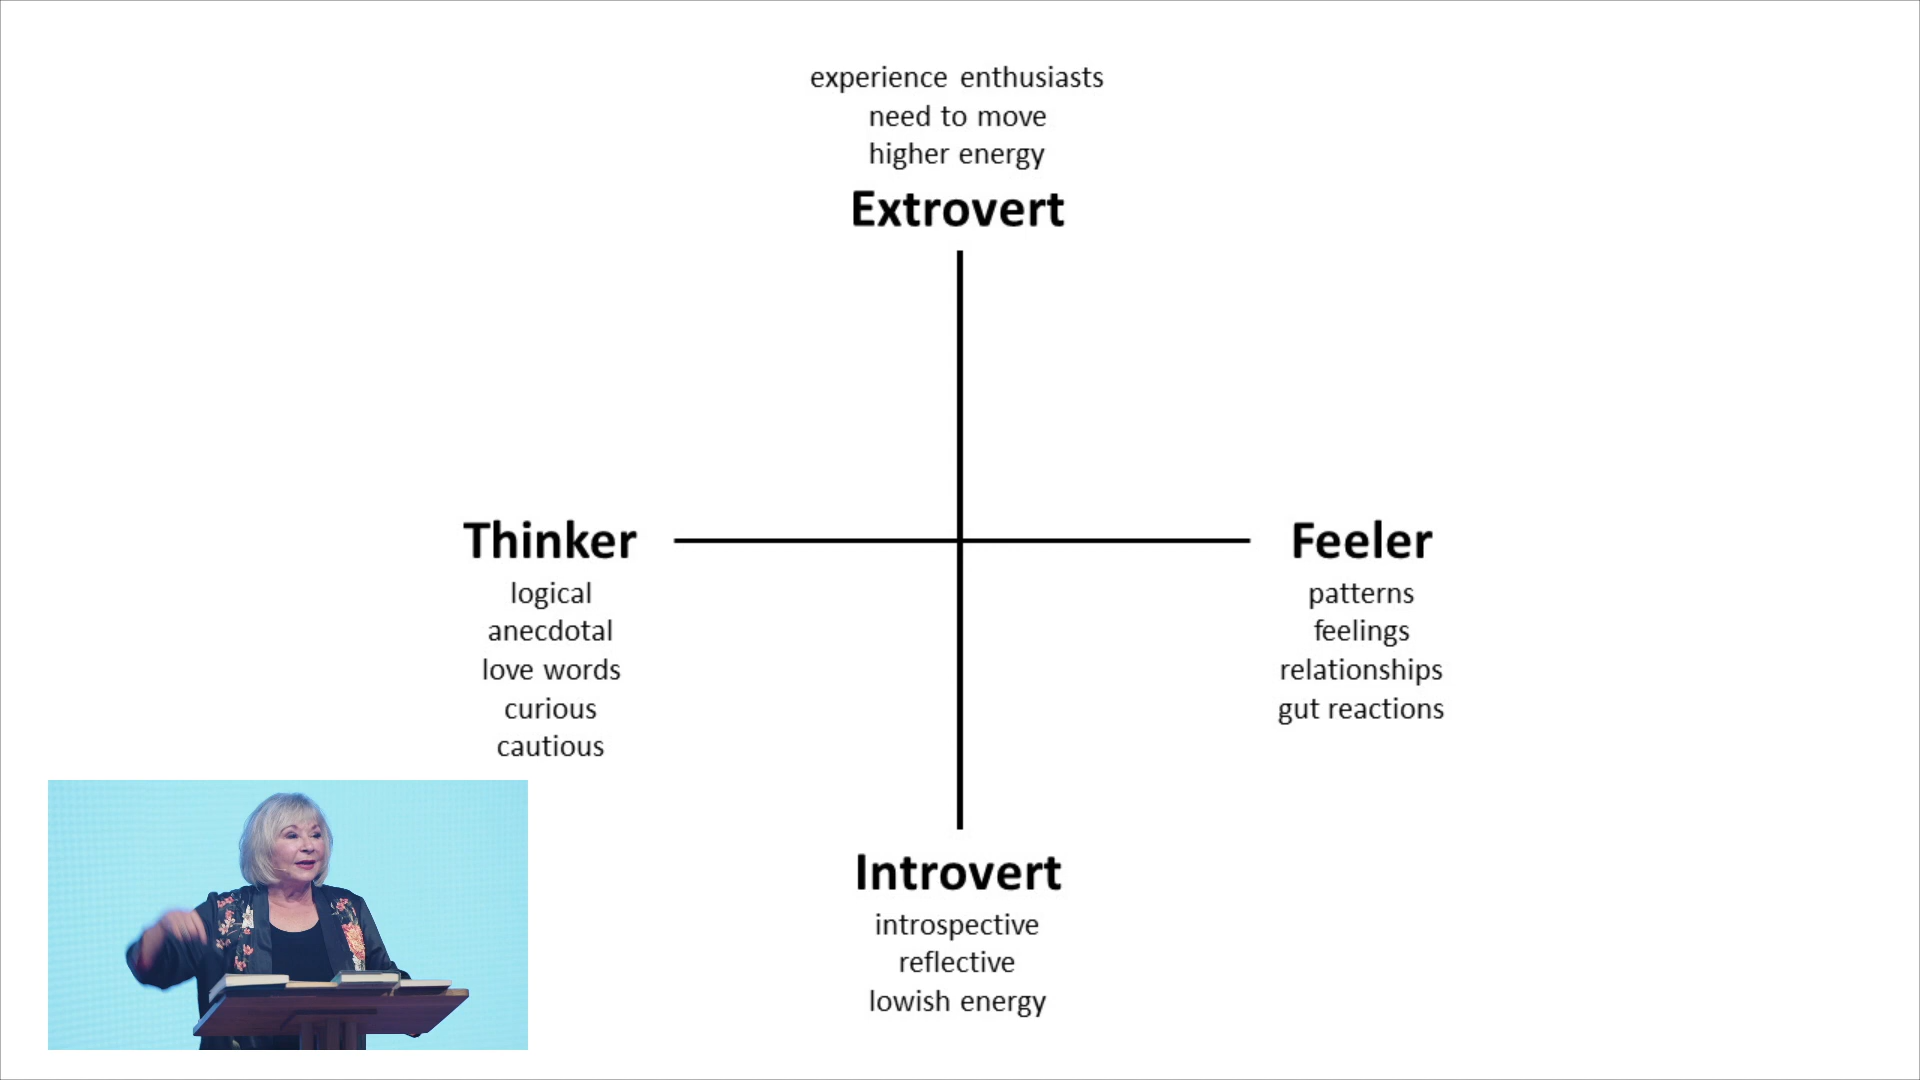 experience enthusiasts
need to move
higher energy
Extrovert
Thinker
logical
anecdotal
love words
curious
cautious
Feeler
patterns
feelings
relationships
gut reactions
Introvert
introspective
reflective
lowish energy